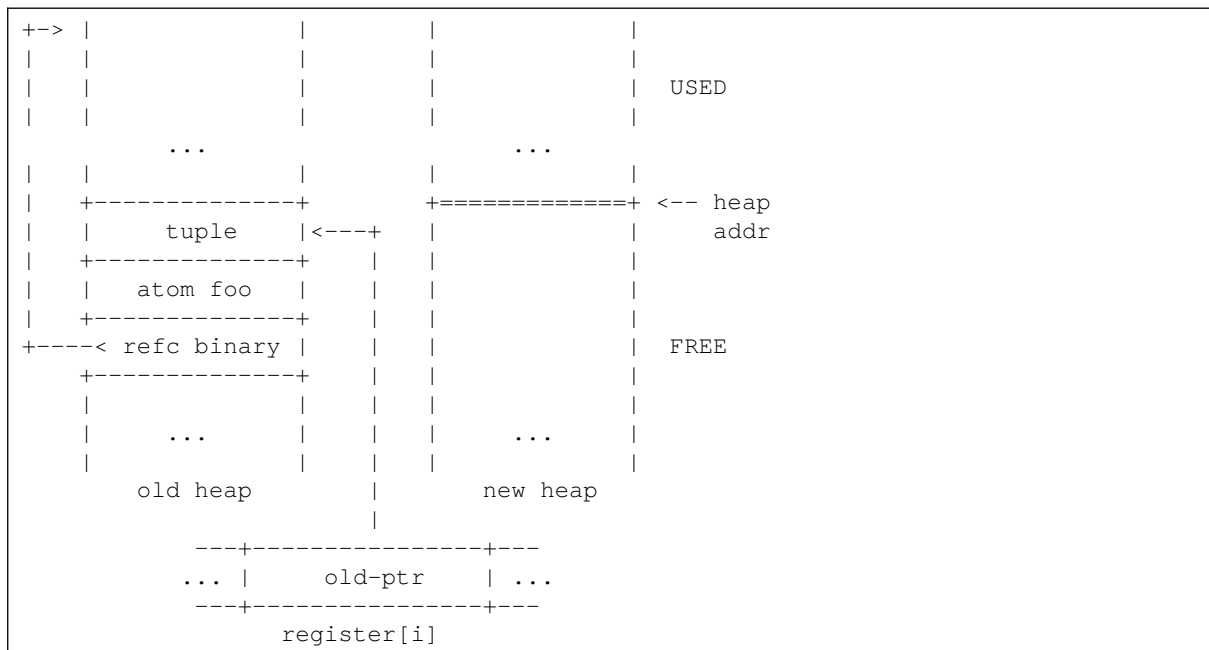 +-> |               |        |             |
|   |               |        |             |
|   |               |        |             |  USED
|   |               |        |             |
          ...                      ...
|   |               |        |             |
|   +---------------+        +=============+ <-- heap
|   |     tuple     |<---+   |             |     addr
|   +---------------+    |   |             |
|   |   atom foo    |    |   |             |
|   +---------------+    |   |             |
+----< refc binary  |    |   |             |  FREE
    +---------------+    |   |             |
    |               |    |   |             |
    |     ...       |    |   |     ...     |
    |               |    |   |             |
       old heap          |      new heap
                         |
            ---+----------------+---
           ... |     old-ptr    | ...
            ---+----------------+---
                 register[i]